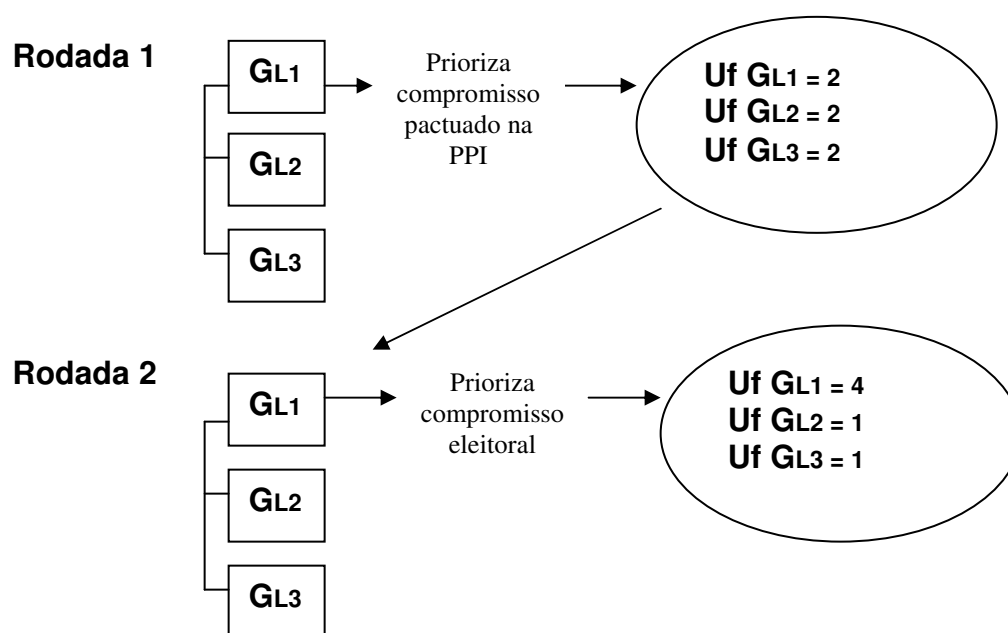 Rodada 1
GL1
GL2
GL3
Prioriza
compromisso
pactuado na
PPI
Uf GL1 = 2
Uf GL2 = 2
Uf GL3 = 2
Rodada 2
GL1
GL2
GL3
Prioriza
compromisso
eleitoral
Uf GL1 = 4
Uf GL2 = 1
Uf GL3 = 1